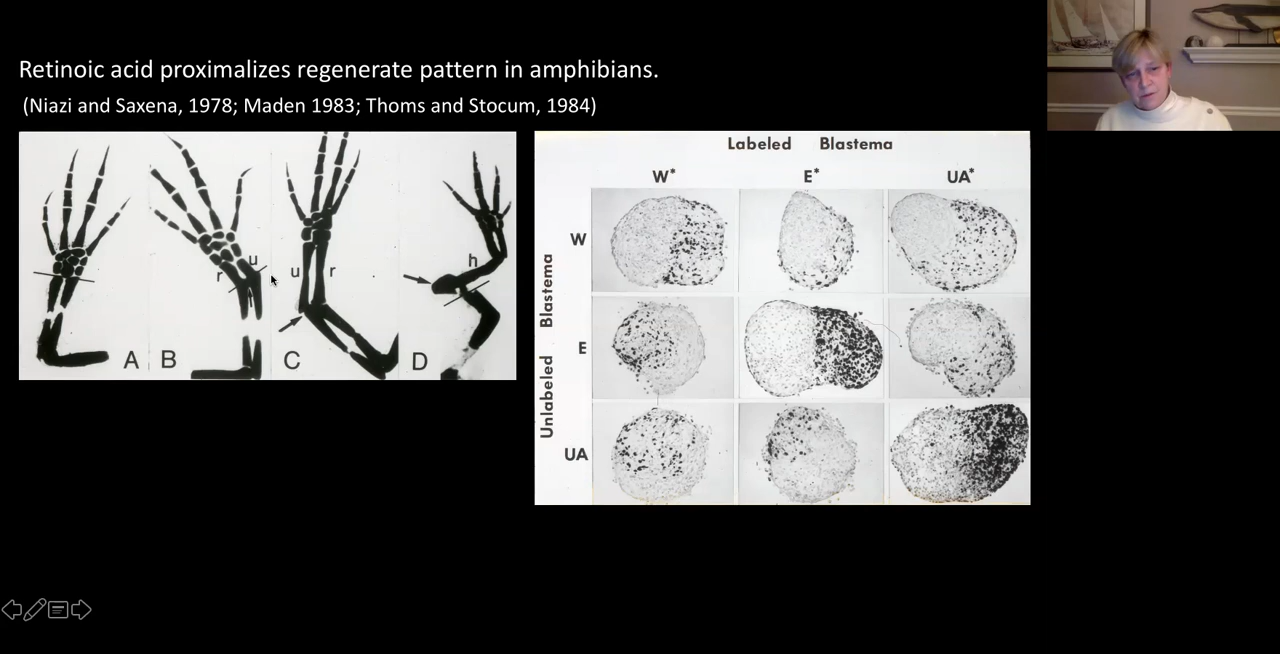 Retinoic acid proximalizes regenerate pattern in amphibians.
(Niazi and Saxena, 1978; Maden 1983; Thoms and Stocum, 1984)
A
r u
B
u r
C
h
D
Labeled Blastema
W* E* UA*
Unlabeled Blastema
W
E
UA